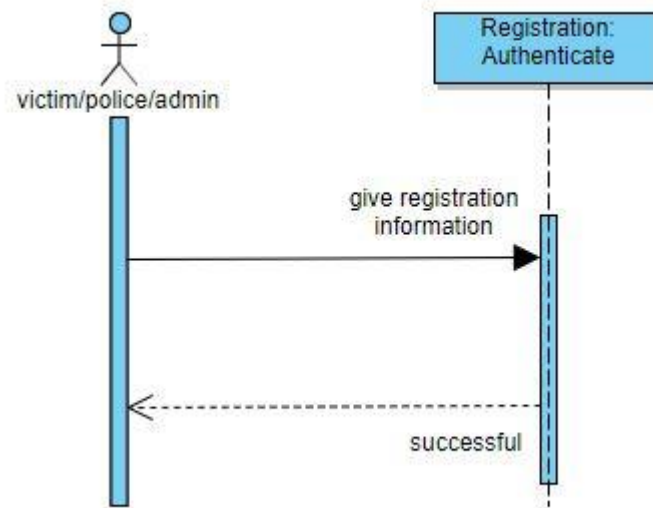 Registration:
Authenticate
victim/police/admin
give registration
information
successful